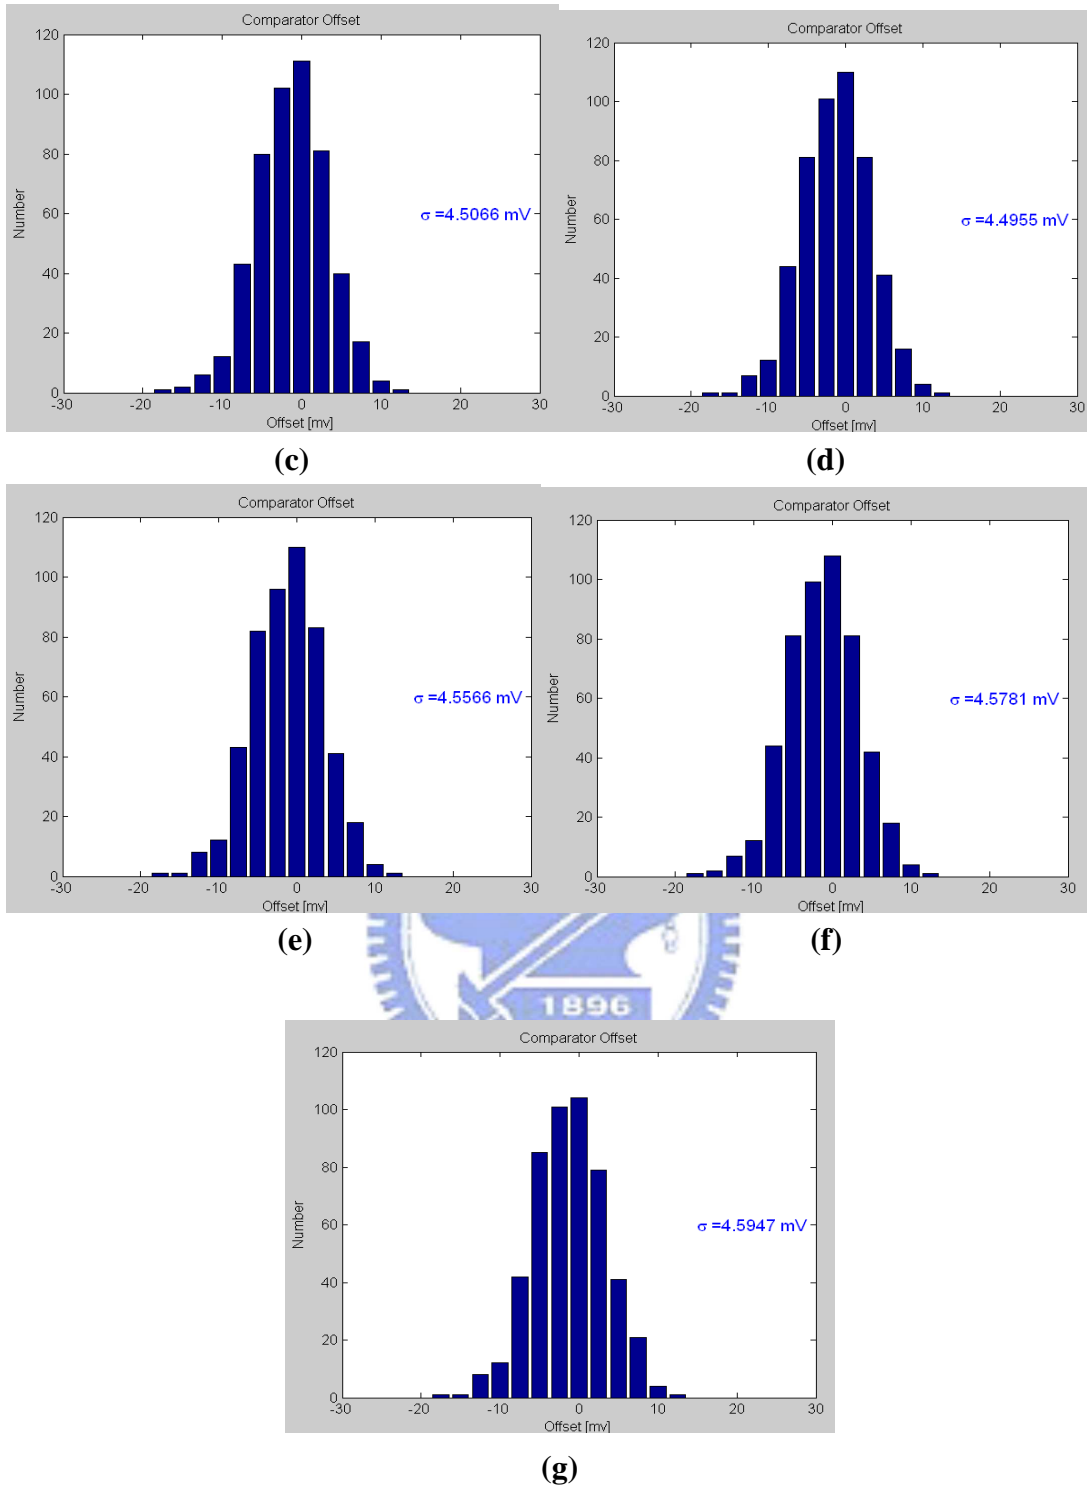 Comparator Offset
120
100
80
60
40
20
0
Number
σ =4.5066 mV
-30 -20 -10 0 10 20 30
Offset [mv]
(c)
Comparator Offset
120
100
80
60
40
20
0
Number
σ =4.4955 mV
-30 -20 -10 0 10 20 30
Offset [mv]
(d)
Comparator Offset
120
100
80
60
40
20
0
Number
σ =4.5566 mV
-30 -20 -10 0 10 20 30
Offset [mv]
(e)
Comparator Offset
120
100
80
60
40
20
0
Number
σ =4.5781 mV
-30 -20 -10 0 10 20 30
Offset [mv]
(f)
1896
Comparator Offset
120
100
80
60
40
20
0
Number
σ =4.5947 mV
-30 -20 -10 0 10 20 30
Offset [mv]
(g)